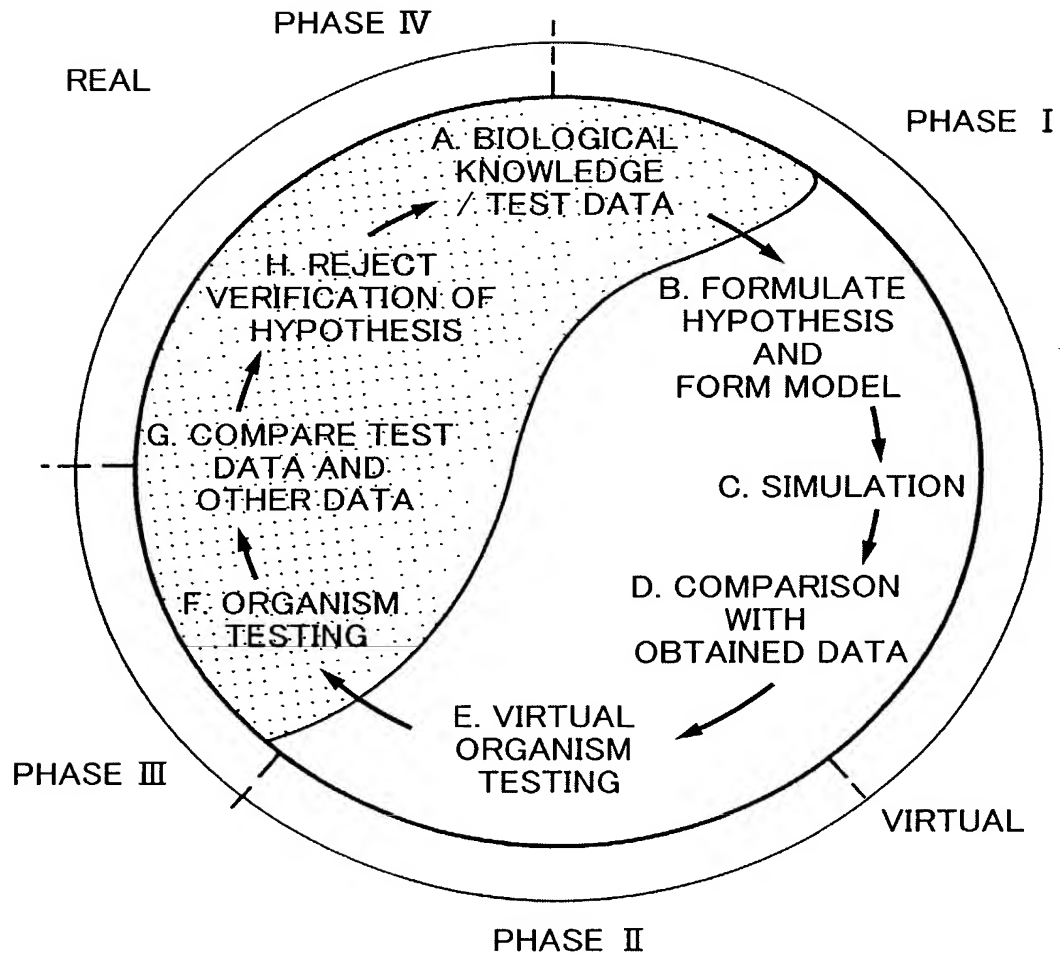 PHASE IV
REAL
PHASE I
A. BIOLOGICAL
KNOWLEDGE
/ TEST DATA
H. REJECT
VERIFICATION OF
HYPOTHESIS
B. FORMULATE
HYPOTHESIS
AND
FORM MODEL
G. COMPARE TEST
DATA AND
OTHER DATA
C. SIMULATION
D. COMPARISON
WITH
OBTAINED DATA
F. ORGANISM
TESTING
E. VIRTUAL
ORGANISM
TESTING
PHASE III
VIRTUAL
PHASE II